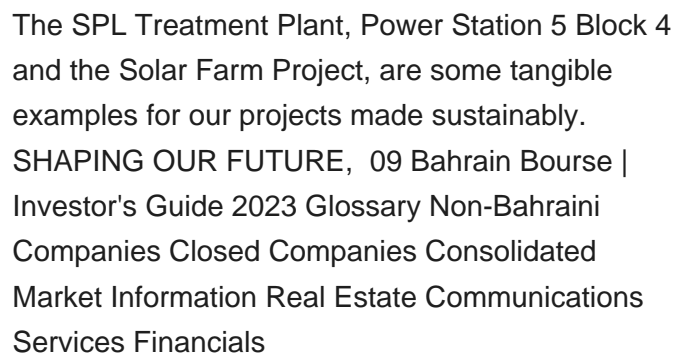 The SPL Treatment Plant, Power Station 5 Block 4
and the Solar Farm Project, are some tangible
examples for our projects made sustainably.
SHAPING OUR FUTURE,  09 Bahrain Bourse |
Investor's Guide 2023 Glossary Non-Bahraini
Companies Closed Companies Consolidated
Market Information Real Estate Communications
Services Financials